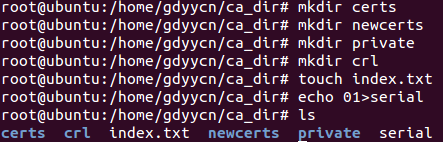 root@ubuntu:/home/gdyycn/ca_dir# mkdir certs
root@ubuntu:/home/gdyycn/ca_dir# mkdir newcerts
root@ubuntu:/home/gdyycn/ca_dir# mkdir private
root@ubuntu:/home/gdyycn/ca_dir# mkdir crl
root@ubuntu:/home/gdyycn/ca_dir# touch index.txt
root@ubuntu:/home/gdyycn/ca_dir# echo 01>serial
root@ubuntu:/home/gdyycn/ca_dir# ls
certs crl index.txt newcerts private serial